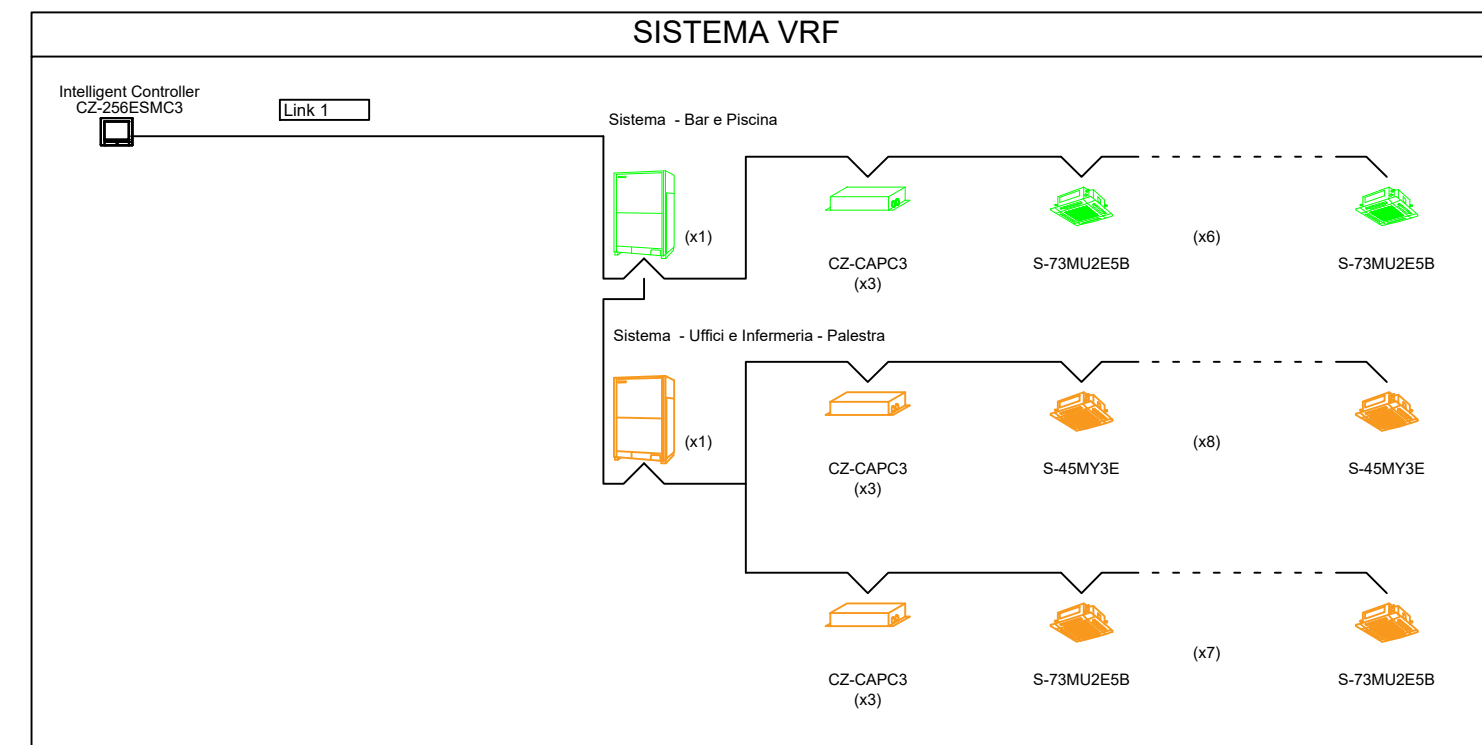 SISTEMA VRF
Intelligent Controller
CZ-256ESMC3
Link 1
Sistema - Bar e Piscina
(x1)
CZ-CAPC3
(x3)
S-73MU2E5B
(x6)
S-73MU2E5B
Sistema - Uffici e Infermeria - Palestra
(x1)
CZ-CAPC3
(x3)
S-45MY3E
(x8)
S-45MY3E
CZ-CAPC3
(x3)
S-73MU2E5B
(x7)
S-73MU2E5B